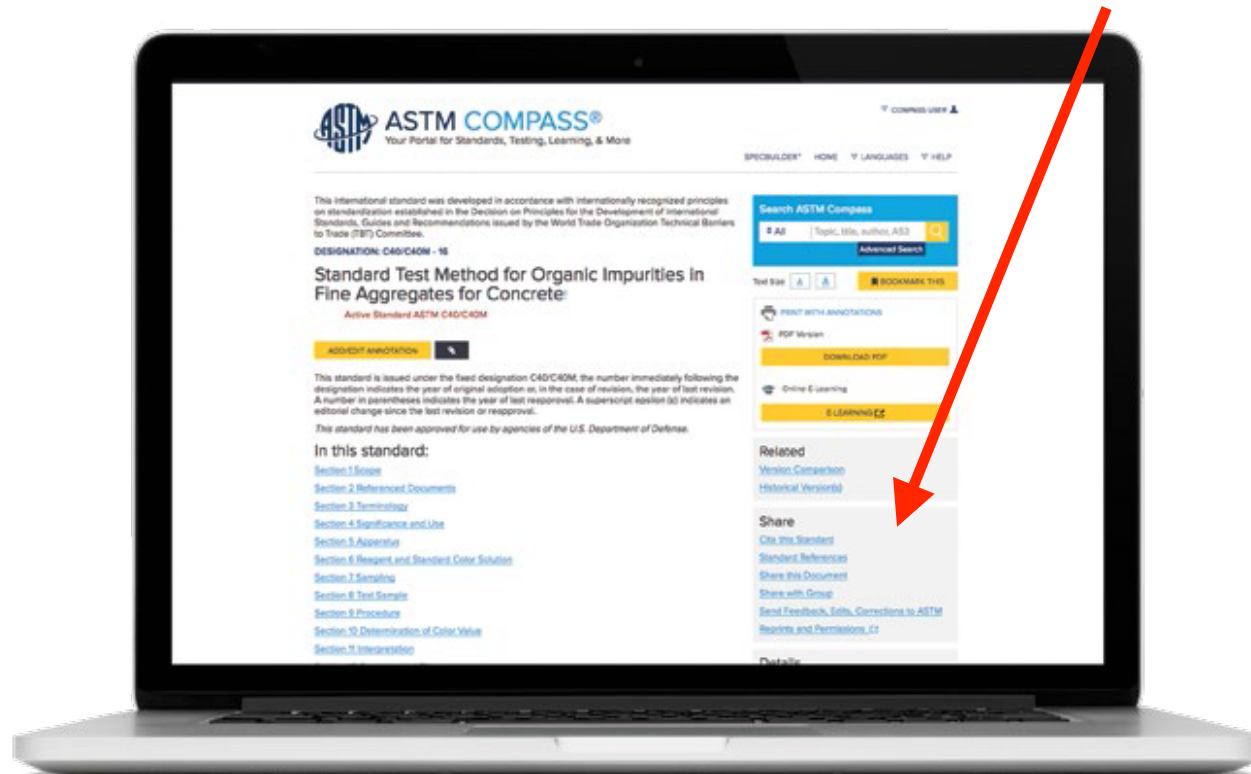 ASTM
ASTM COMPASS®
Your Portal for Standards, Testing, Learning, & More
COMPASS USER
SPECBUILDER® HOME LANGUAGES HELP
This international standard was developed in accordance with internationally recognized principles
on standardization established in the Decision on Principles for the Development of International
Standards, Guides and Recommendations issued by the World Trade Organization Technical Barriers
to Trade (TBT) Committee.
DESIGNATION: C40/C40M - 16
Standard Test Method for Organic Impurities in
Fine Aggregates for Concrete
Active Standard ASTM C40/C40M
ADD/EDIT ANNOTATION
This standard is issued under the fixed designation C40/C40M; the number immediately following the
designation indicates the year of original adoption or, in the case of revision, the year of last revision.
A number in parentheses indicates the year of last reapproval. A superscript epsilon (ε) indicates an
editorial change since the last revision or reapproval.
This standard has been approved for use by agencies of the U.S. Department of Defense.
In this standard:
Section 1 Scope
Section 2 Referenced Documents
Section 3 Terminology
Section 4 Significance and Use
Section 5 Apparatus
Section 6 Reagent and Standard Color Solution
Section 7 Sampling
Section 8 Test Sample
Section 9 Procedure
Section 10 Determination of Color Value
Section 11 Interpretation
Search ASTM Compass
All Topic, title, author, A53
Advanced Search
Text Size A A BOOKMARK THIS
PRINT WITH ANNOTATIONS
PDF Version
DOWNLOAD PDF
Online E-Learning
E-LEARNING
Related
Version Comparison
Historical Version(s)
Share
Cite this Standard
Standard References
Share this Document
Share with Group
Send Feedback, Edits, Corrections to ASTM
Reprints and Permissions
Details